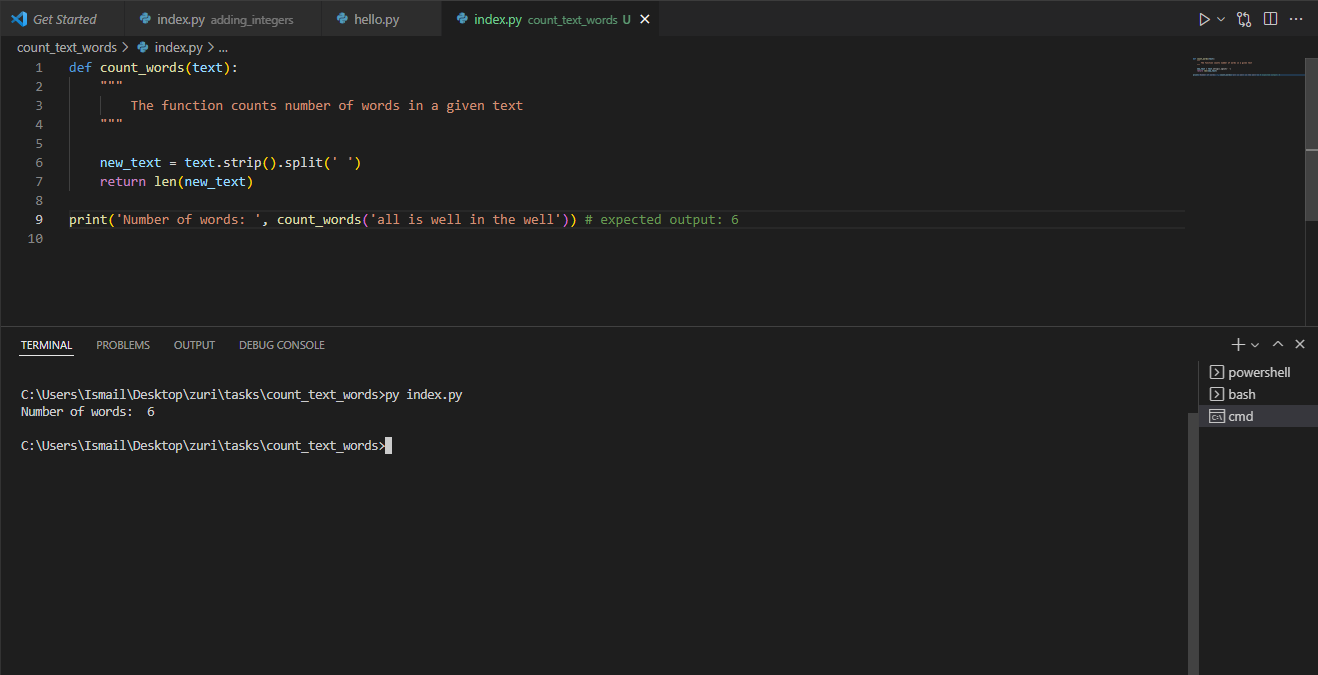 Get Started index.py adding_integers hello.py index.py count_text_words U
count_text_words > index.py > ...
1 def count_words(text):
2     """
3         The function counts number of words in a given text
4     """
5
6     new_text = text.strip().split(' ')
7     return len(new_text)
8
9 print('Number of words: ', count_words('all is well in the well')) # expected output: 6
10
TERMINAL PROBLEMS OUTPUT DEBUG CONSOLE
C:\Users\Ismail\Desktop\zuri\tasks\count_text_words>py index.py
Number of words:  6
C:\Users\Ismail\Desktop\zuri\tasks\count_text_words>
powershell
bash
cmd